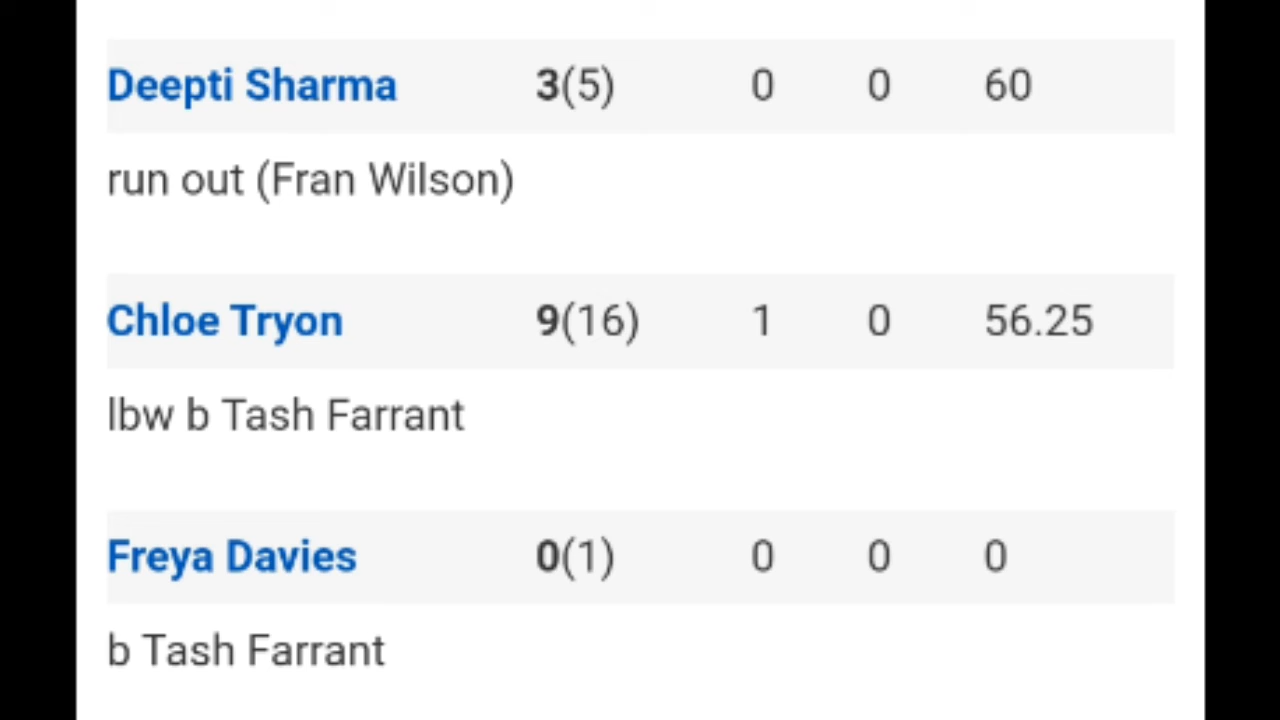 Deepti Sharma 3(5) 0 0 60
run out (Fran Wilson)
Chloe Tryon 9(16) 1 0 56.25
lbw b Tash Farrant
Freya Davies 0(1) 0 0 0
b Tash Farrant